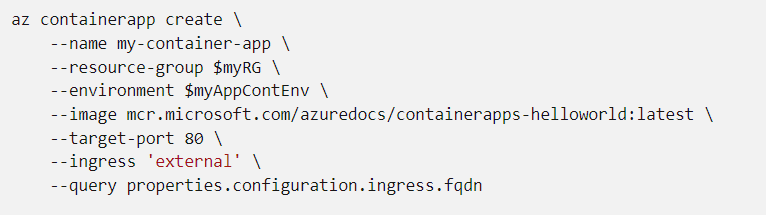 az containerapp create \
--name my-container-app \
--resource-group $myRG \
--environment $myAppContEnv \
--image mcr.microsoft.com/azuredocs/containerapps-helloworld:latest \
--target-port 80 \
--ingress 'external' \
--query properties.configuration.ingress.fqdn